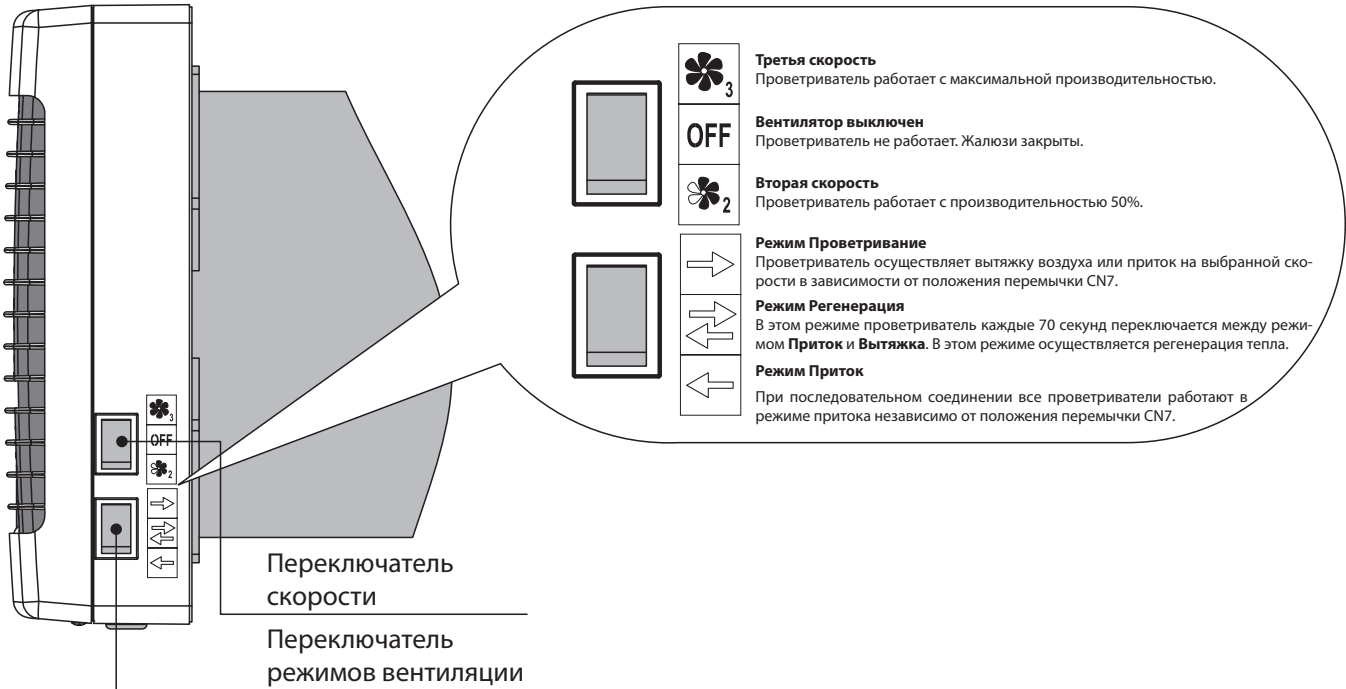 3
Третья скорость
Проветриватель работает с максимальной производительностью.
OFF
Вентилятор выключен
Проветриватель не работает. Жалюзи закрыты.
2
Вторая скорость
Проветриватель работает с производительностью 50%.
Режим Проветривание
Проветриватель осуществляет вытяжку воздуха или приток на выбранной ско-
рости в зависимости от положения перемычки CN7.
Режим Регенерация
В этом режиме проветриватель каждые 70 секунд переключается между режи-
мом Приток и Вытяжка. В этом режиме осуществляется регенерация тепла.
Режим Приток
При последовательном соединении все проветриватели работают в
режиме притока независимо от положения перемычки CN7.
3
OFF
2
Переключатель
скорости
Переключатель
режимов вентиляции